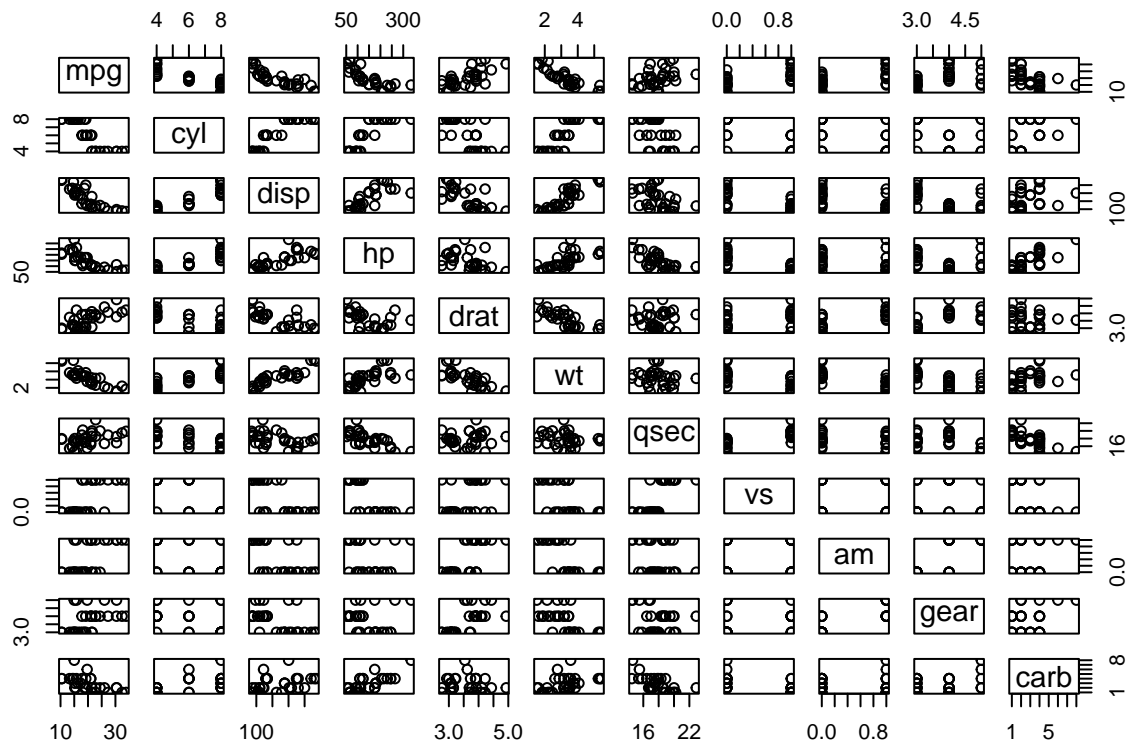 4 6 8 50 300 2 4 0.0 1.0 3.0 4.5
mpg 10
8 4 cyl
disp 100
50 hp
drat 3.0
2 wt
qsec 16
0.0 vs
am 0.0
3.0 gear
carb 8 1
10 30 100 3.0 5.0 16 22 0.0 0.8 1 5